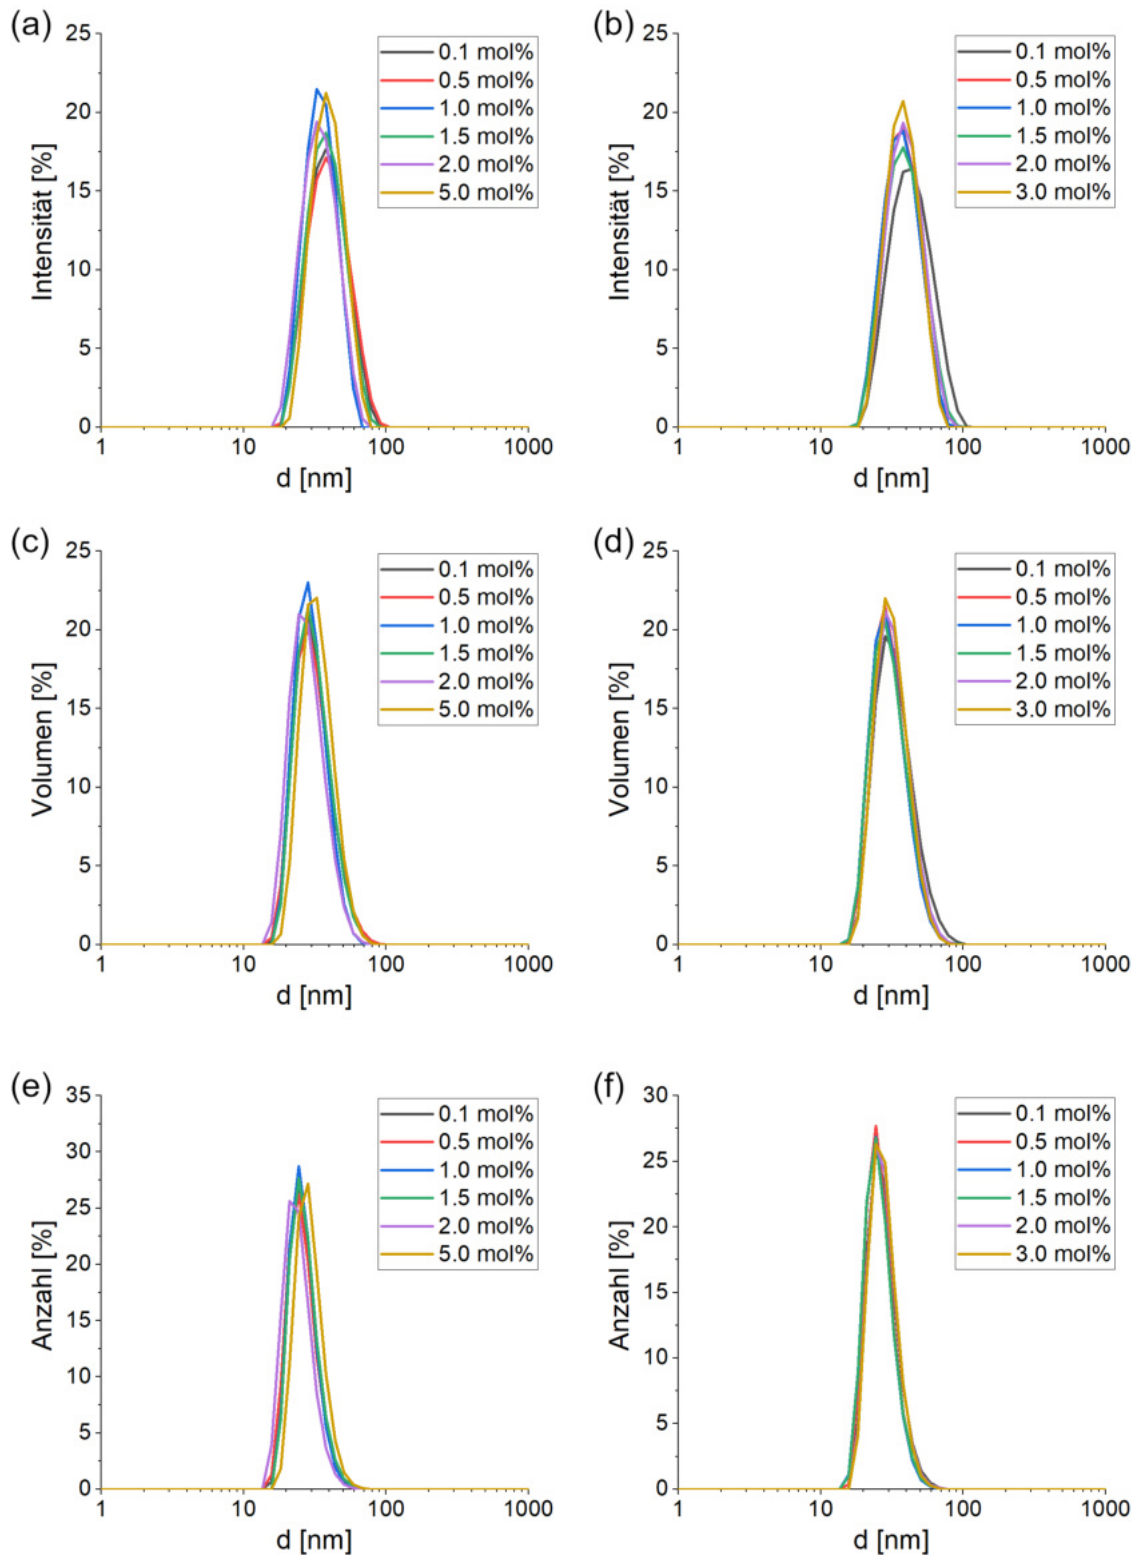 (a)
25
20
15
10
5
0
Intensität [%]
0.1 mol%
0.5 mol%
1.0 mol%
1.5 mol%
2.0 mol%
5.0 mol%
1 10 100 1000
d [nm]
(b)
25
20
15
10
5
0
Intensität [%]
0.1 mol%
0.5 mol%
1.0 mol%
1.5 mol%
2.0 mol%
3.0 mol%
1 10 100 1000
d [nm]
(c)
25
20
15
10
5
0
Volumen [%]
0.1 mol%
0.5 mol%
1.0 mol%
1.5 mol%
2.0 mol%
5.0 mol%
1 10 100 1000
d [nm]
(d)
25
20
15
10
5
0
Volumen [%]
0.1 mol%
0.5 mol%
1.0 mol%
1.5 mol%
2.0 mol%
3.0 mol%
1 10 100 1000
d [nm]
(e)
35
30
25
20
15
10
5
0
Anzahl [%]
0.1 mol%
0.5 mol%
1.0 mol%
1.5 mol%
2.0 mol%
5.0 mol%
1 10 100 1000
d [nm]
(f)
30
25
20
15
10
5
0
Anzahl [%]
0.1 mol%
0.5 mol%
1.0 mol%
1.5 mol%
2.0 mol%
3.0 mol%
1 10 100 1000
d [nm]